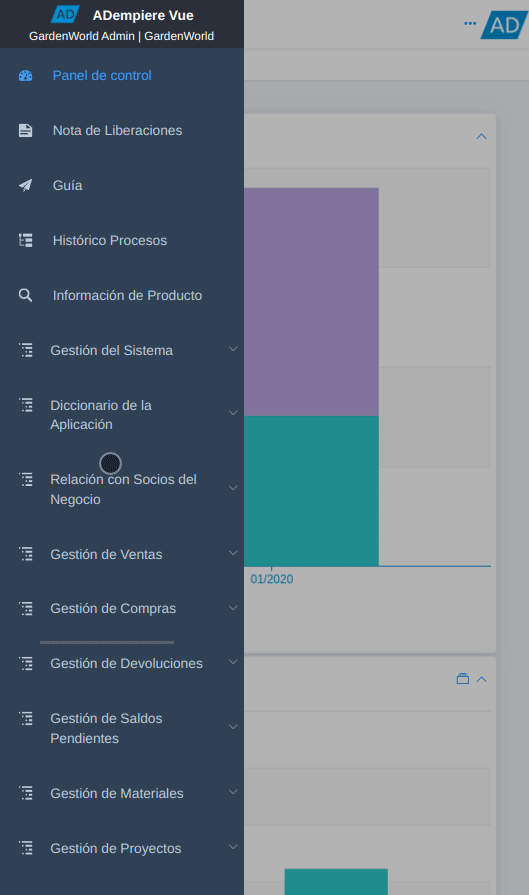 AD ADempiere Vue
GardenWorld Admin | GardenWorld
AD
Panel de control
Nota de Liberaciones
Guía
Histórico Procesos
Información de Producto
Gestión del Sistema
Diccionario de la
Aplicación
Relación con Socios del
Negocio
Gestión de Ventas
01/2020
Gestión de Compras
Gestión de Devoluciones
Gestión de Saldos
Pendientes
Gestión de Materiales
Gestión de Proyectos